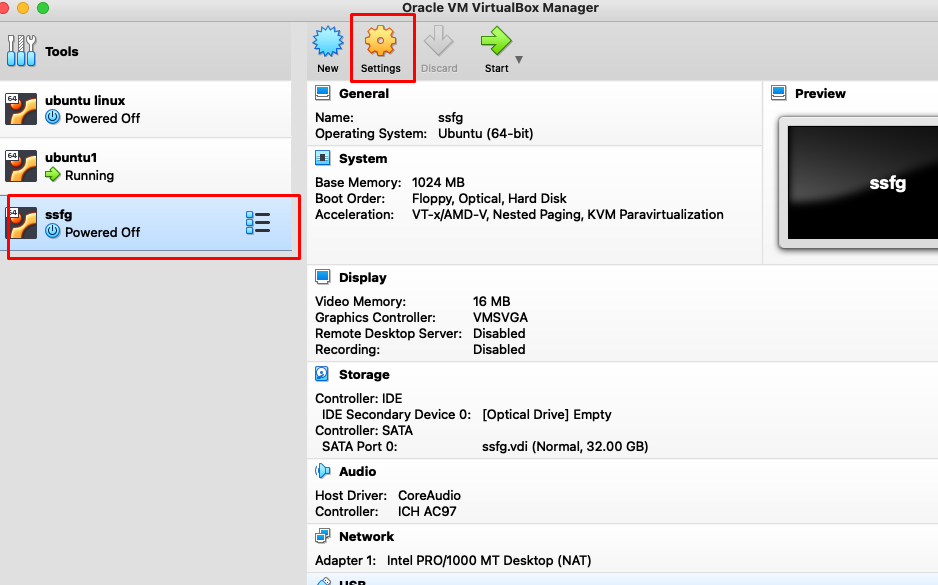 Oracle VM VirtualBox Manager
Tools
New
Settings
Discard
Start
64
ubuntu linux
Powered Off
64
ubuntu1
Running
64
ssfg
Powered Off
General
Name: ssfg
Operating System: Ubuntu (64-bit)
System
Base Memory: 1024 MB
Boot Order: Floppy, Optical, Hard Disk
Acceleration: VT-x/AMD-V, Nested Paging, KVM Paravirtualization
Preview
ssfg
Display
Video Memory: 16 MB
Graphics Controller: VMSVGA
Remote Desktop Server: Disabled
Recording: Disabled
Storage
Controller: IDE
IDE Secondary Device 0: [Optical Drive] Empty
Controller: SATA
SATA Port 0: ssfg.vdi (Normal, 32.00 GB)
Audio
Host Driver: CoreAudio
Controller: ICH AC97
Network
Adapter 1: Intel PRO/1000 MT Desktop (NAT)
USB